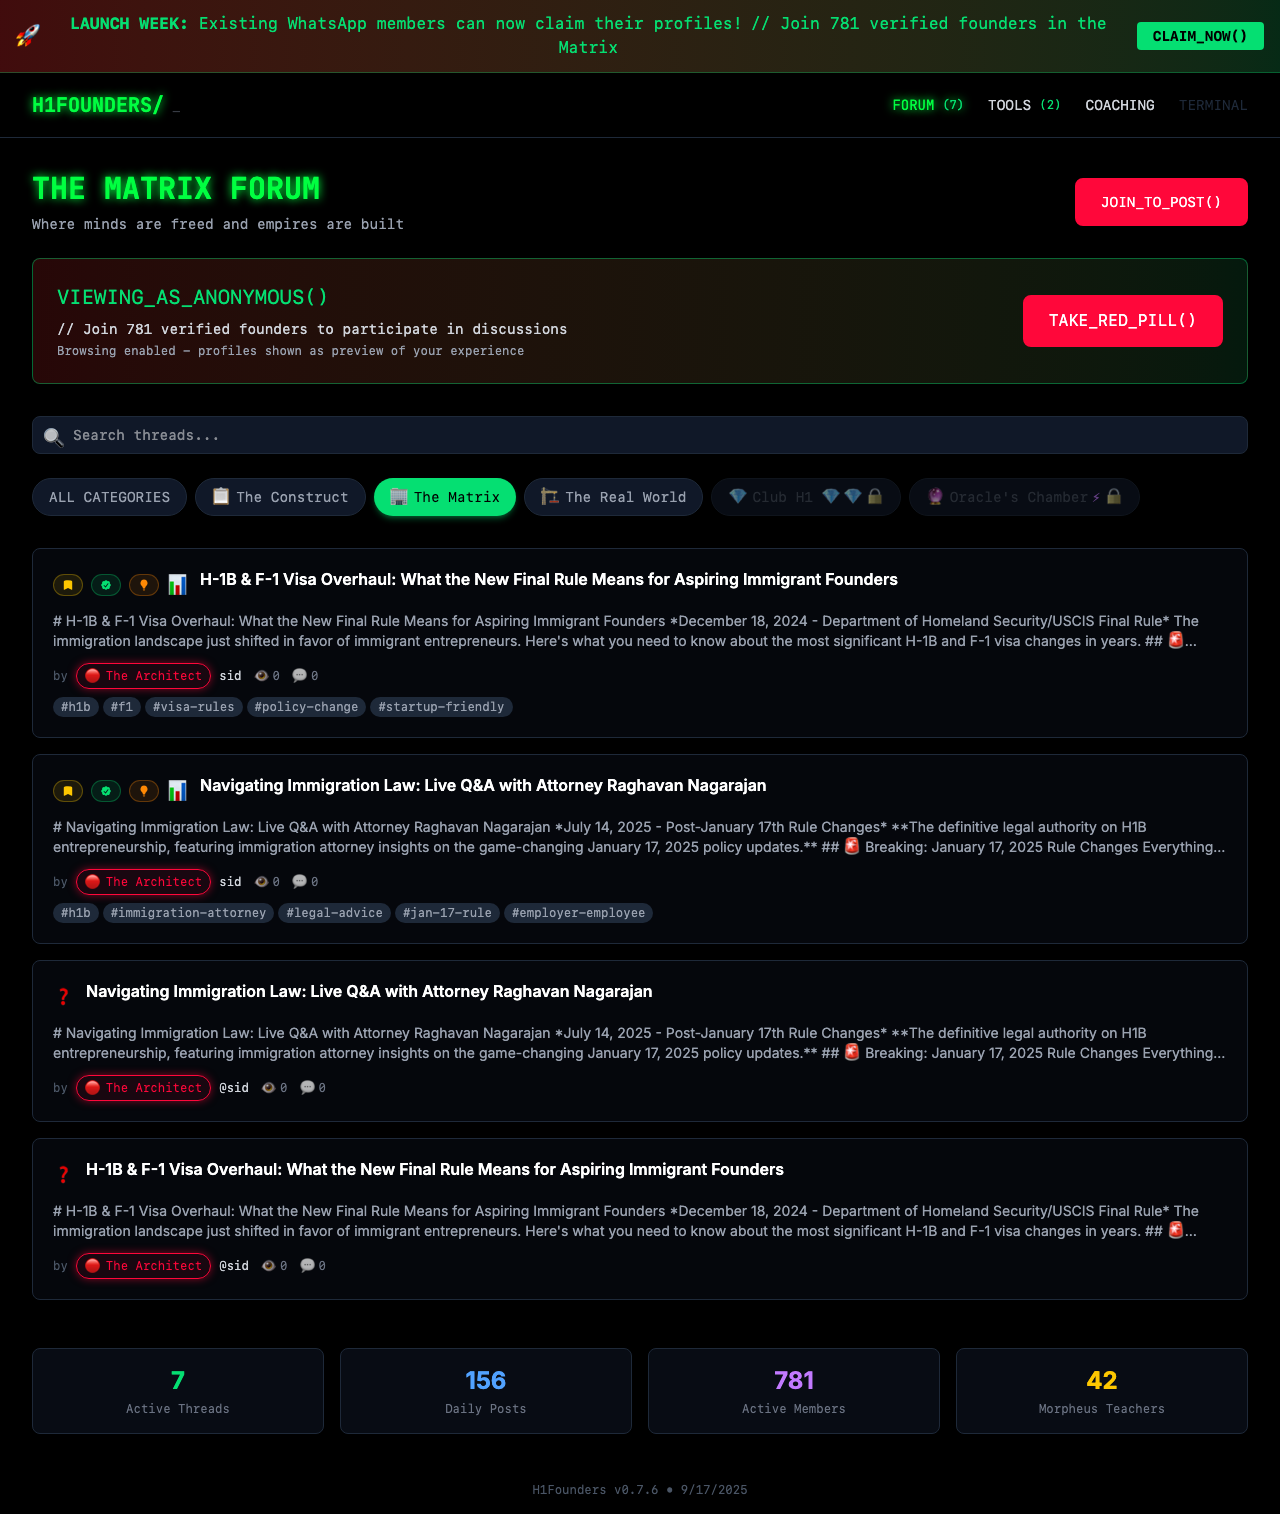 LAUNCH WEEK: Existing WhatsApp members can now claim their profiles! // Join 781 verified founders in the
Matrix
CLAIM_NOW()
H1FOUNDERS/ _
FORUM (7) TOOLS (2) COACHING TERMINAL
THE MATRIX FORUM
Where minds are freed and empires are built
JOIN_TO_POST()
VIEWING_AS_ANONYMOUS()
// Join 781 verified founders to participate in discussions
Browsing enabled – profiles shown as preview of your experience
TAKE_RED_PILL()
Search threads...
ALL CATEGORIES The Construct The Matrix The Real World Club H1 Oracle's Chamber
H-1B & F-1 Visa Overhaul: What the New Final Rule Means for Aspiring Immigrant Founders
# H-1B & F-1 Visa Overhaul: What the New Final Rule Means for Aspiring Immigrant Founders *December 18, 2024 - Department of Homeland Security/USCIS Final Rule* The
immigration landscape just shifted in favor of immigrant entrepreneurs. Here's what you need to know about the most significant H-1B and F-1 visa changes in years. ## 🚨...
by The Architect sid 0 0
#h1b #f1 #visa-rules #policy-change #startup-friendly
Navigating Immigration Law: Live Q&A with Attorney Raghavan Nagarajan
# Navigating Immigration Law: Live Q&A with Attorney Raghavan Nagarajan *July 14, 2025 - Post-January 17th Rule Changes* **The definitive legal authority on H1B
entrepreneurship, featuring immigration attorney insights on the game-changing January 17, 2025 policy updates.** ## 🚨 Breaking: January 17, 2025 Rule Changes Everything...
by The Architect sid 0 0
#h1b #immigration-attorney #legal-advice #jan-17-rule #employer-employee
❓ Navigating Immigration Law: Live Q&A with Attorney Raghavan Nagarajan
# Navigating Immigration Law: Live Q&A with Attorney Raghavan Nagarajan *July 14, 2025 - Post-January 17th Rule Changes* **The definitive legal authority on H1B
entrepreneurship, featuring immigration attorney insights on the game-changing January 17, 2025 policy updates.** ## 🚨 Breaking: January 17, 2025 Rule Changes Everything...
by The Architect @sid 0 0
❓ H-1B & F-1 Visa Overhaul: What the New Final Rule Means for Aspiring Immigrant Founders
# H-1B & F-1 Visa Overhaul: What the New Final Rule Means for Aspiring Immigrant Founders *December 18, 2024 - Department of Homeland Security/USCIS Final Rule* The
immigration landscape just shifted in favor of immigrant entrepreneurs. Here's what you need to know about the most significant H-1B and F-1 visa changes in years. ## 🚨...
by The Architect @sid 0 0
7 156 781 42
Active Threads Daily Posts Active Members Morpheus Teachers
H1Founders v0.7.6 • 9/17/2025